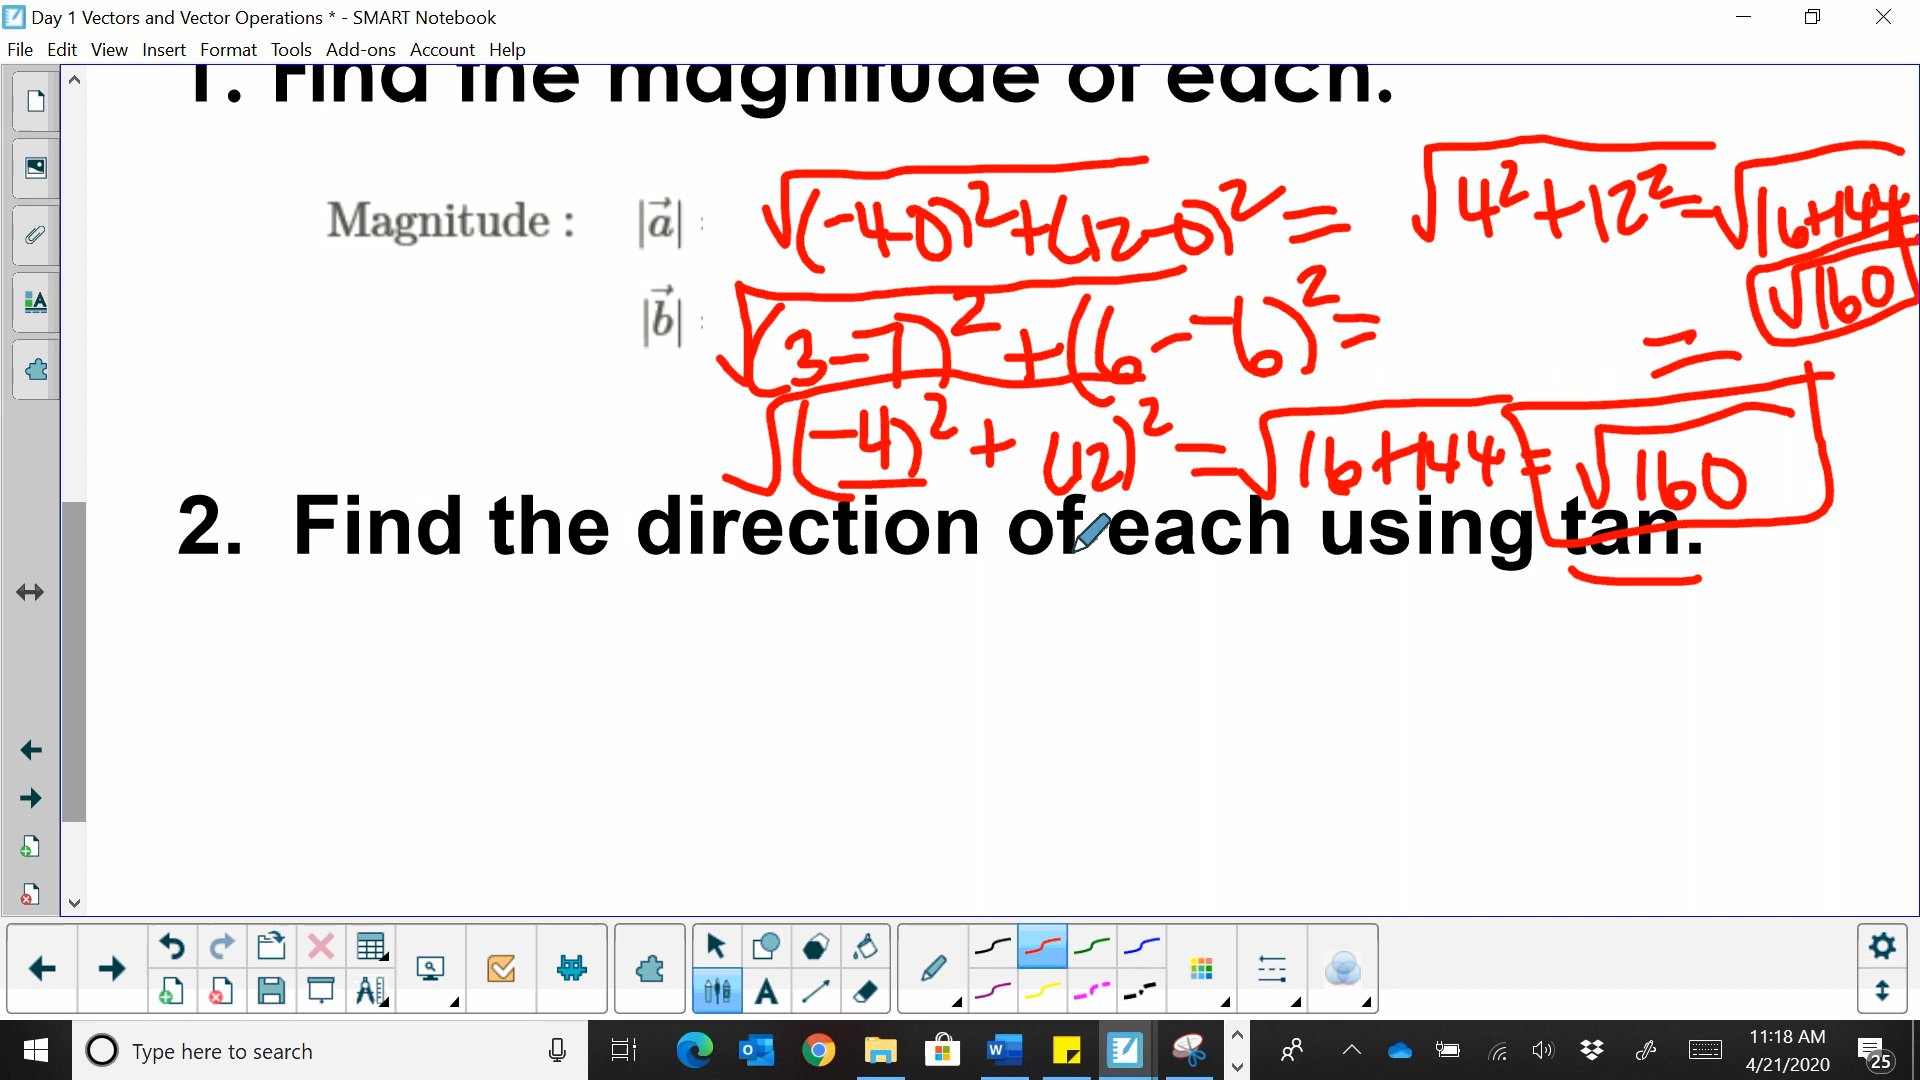 Day 1 Vectors and Vector Operations * - SMART Notebook
File Edit View Insert Format Tools Add-ons Account Help
1. Find the magnitude of each.
Magnitude : |a⃗| : √(-4-0)²+(12-0)² = √4²+12² = √16+144
√160
|b⃗| : √(3-7)²+(6--6)² =
=
√(-4)²+(12)² = √16+144 = √160
2. Find the direction of each using tan.
Type here to search
11:18 AM
4/21/2020
25